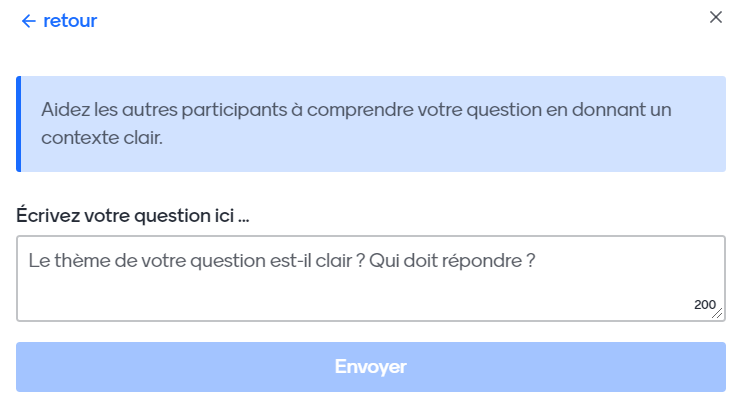 ← retour
Aidez les autres participants à comprendre votre question en donnant un
contexte clair.
Écrivez votre question ici ...
Le thème de votre question est-il clair ? Qui doit répondre ?
200
Envoyer